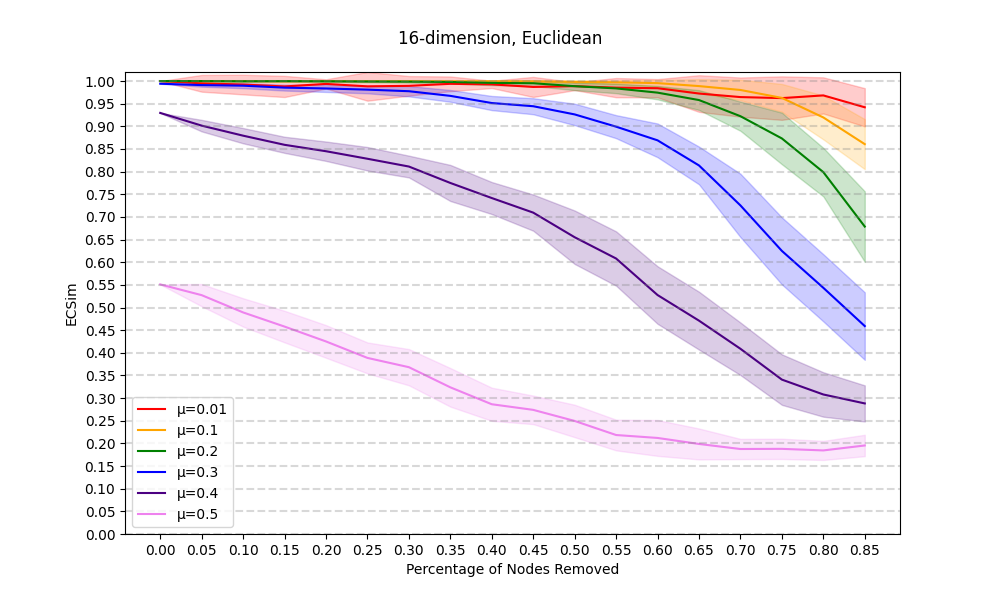 16-dimension, Euclidean
1.00
0.95
0.90
0.85
0.80
0.75
0.70
0.65
0.60
0.55
0.50
0.45
0.40
0.35
0.30
0.25
0.20
0.15
0.10
0.05
0.00
ECSim
μ=0.01
μ=0.1
μ=0.2
μ=0.3
μ=0.4
μ=0.5
0.00 0.05 0.10 0.15 0.20 0.25 0.30 0.35 0.40 0.45 0.50 0.55 0.60 0.65 0.70 0.75 0.80 0.85
Percentage of Nodes Removed